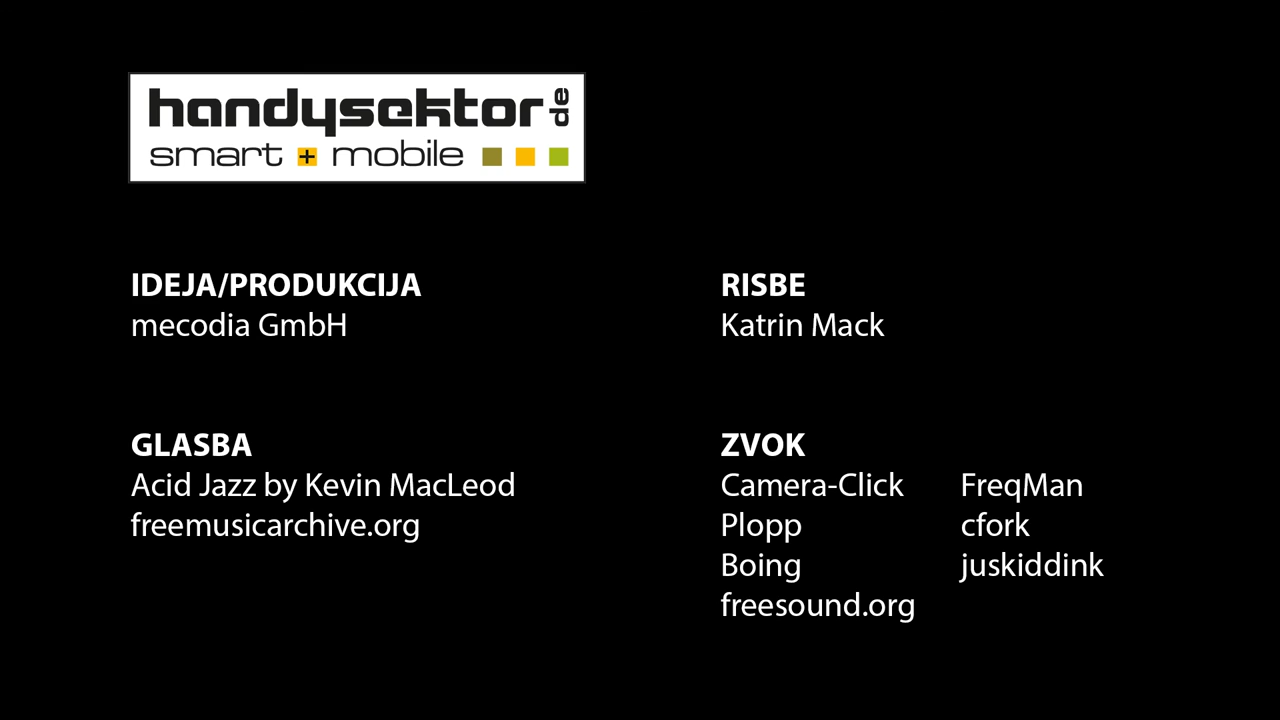 handysektor.de
smart + mobile
IDEJA/PRODUKCIJA
mecodia GmbH
RISBE
Katrin Mack
GLASBA
Acid Jazz by Kevin MacLeod
freemusicarchive.org
ZVOK
Camera-Click FreqMan
Plopp cfork
Boing juskiddink
freesound.org